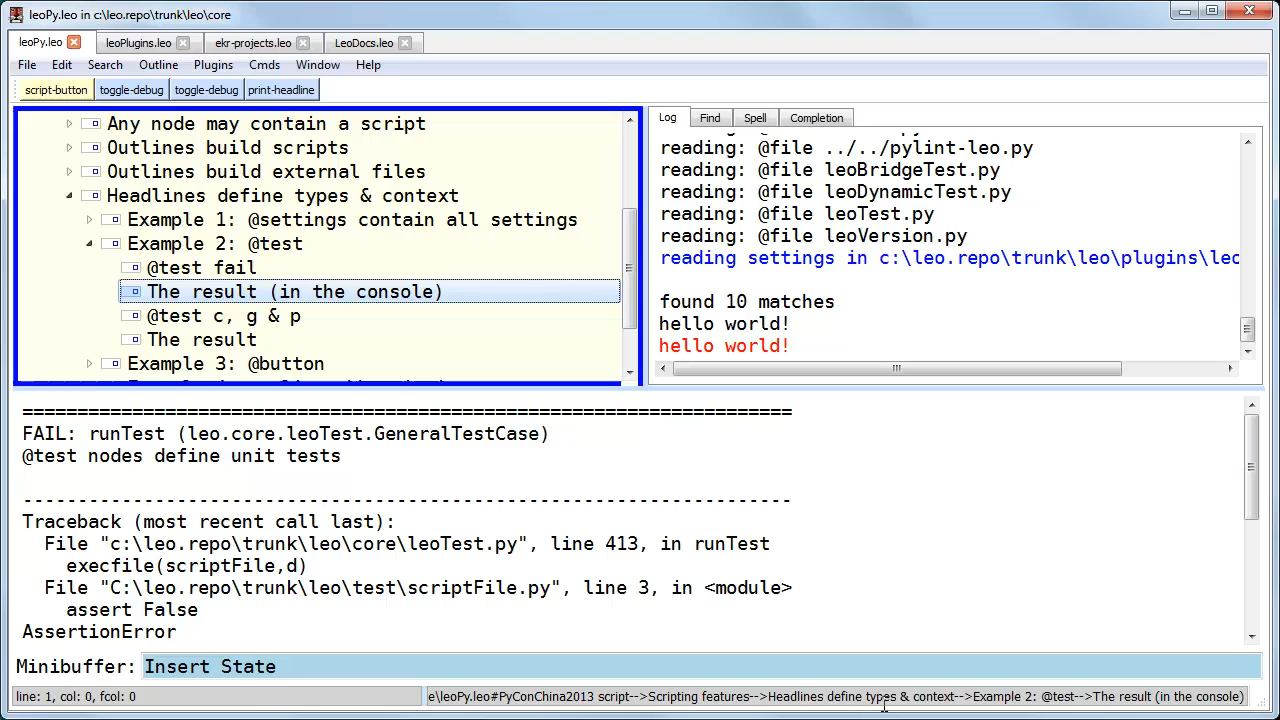 leoPy.leo in c:\leo.repo\trunk\leo\core
leoPy.leo leoPlugins.leo ekr-projects.leo LeoDocs.leo
File Edit Search Outline Plugins Cmds Window Help
script-button toggle-debug toggle-debug print-headline
Any node may contain a script
Outlines build scripts
Outlines build external files
Headlines define types & context
Example 1: @settings contain all settings
Example 2: @test
@test fail
The result (in the console)
@test c, g & p
The result
Example 3: @button
Log Find Spell Completion
reading: @file ../../pylint-leo.py
reading: @file leoBridgeTest.py
reading: @file leoDynamicTest.py
reading: @file leoTest.py
reading: @file leoVersion.py
reading settings in c:\leo.repo\trunk\leo\plugins\leo
found 10 matches
hello world!
hello world!
======================================================================
FAIL: runTest (leo.core.leoTest.GeneralTestCase)
@test nodes define unit tests
----------------------------------------------------------------------
Traceback (most recent call last):
File "c:\leo.repo\trunk\leo\core\leoTest.py", line 413, in runTest
execfile(scriptFile,d)
File "C:\leo.repo\trunk\leo\test\scriptFile.py", line 3, in <module>
assert False
AssertionError
Minibuffer: Insert State
line: 1, col: 0, fcol: 0
e\leoPy.leo#PyConChina2013 script-->Scripting features-->Headlines define types & context-->Example 2: @test-->The result (in the console)